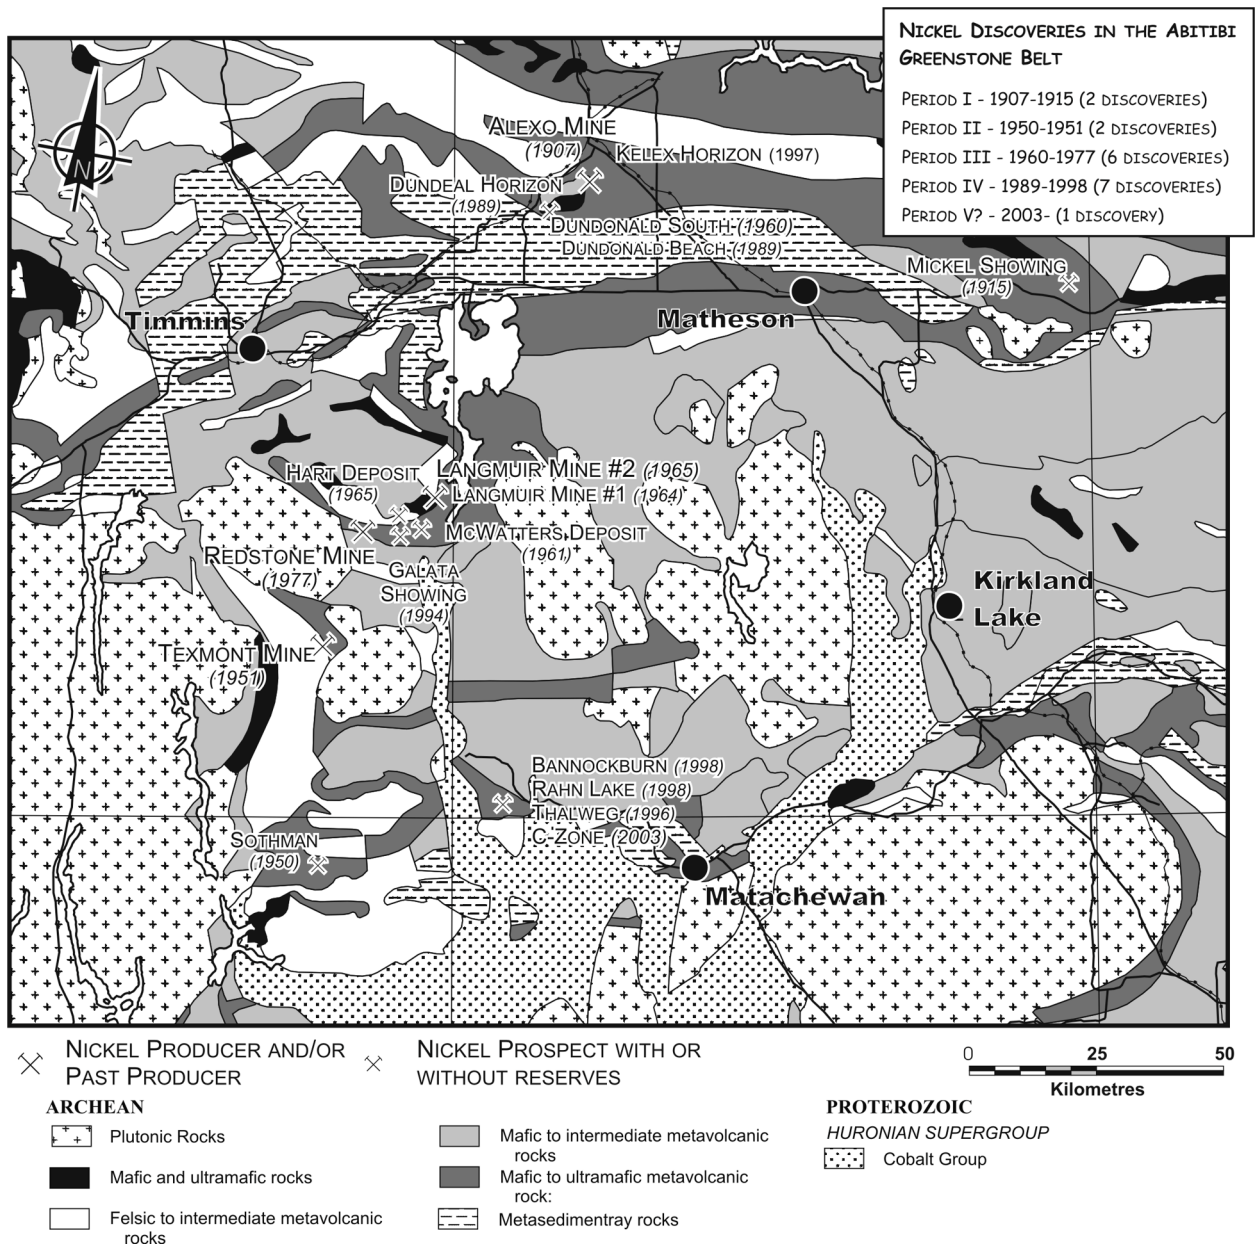 Nickel Discoveries in the Abitibi
Greenstone Belt
Period I - 1907-1915 (2 discoveries)
Period II - 1950-1951 (2 discoveries)
Period III - 1960-1977 (6 discoveries)
Period IV - 1989-1998 (7 discoveries)
Period V? - 2003- (1 discovery)
N
Alexo Mine
(1907)
Kelex Horizon (1997)
Dundeal Horizon
(1989)
Dundonald South (1960)
Dundonald Beach (1989)
Mickel Showing
(1915)
Timmins
Matheson
Hart Deposit
(1965)
Langmuir Mine #2 (1965)
Langmuir Mine #1 (1964)
McWatters Deposit
(1961)
Redstone Mine
(1977)
Galata
Showing
(1994)
Kirkland
Lake
Texmont Mine
(1951)
Bannockburn (1998)
Rahn Lake (1998)
Thalweg (1996)
C-Zone (2003)
Sothman
(1950)
Matachewan
Nickel Producer and/or
Past Producer
Nickel Prospect with or
without reserves
0 25 50
Kilometres
ARCHEAN
Plutonic Rocks
Mafic and ultramafic rocks
Felsic to intermediate metavolcanic
rocks
Mafic to intermediate metavolcanic
rocks
Mafic to ultramafic metavolcanic
rock:
Metasedimentray rocks
PROTEROZOIC
HURONIAN SUPERGROUP
Cobalt Group